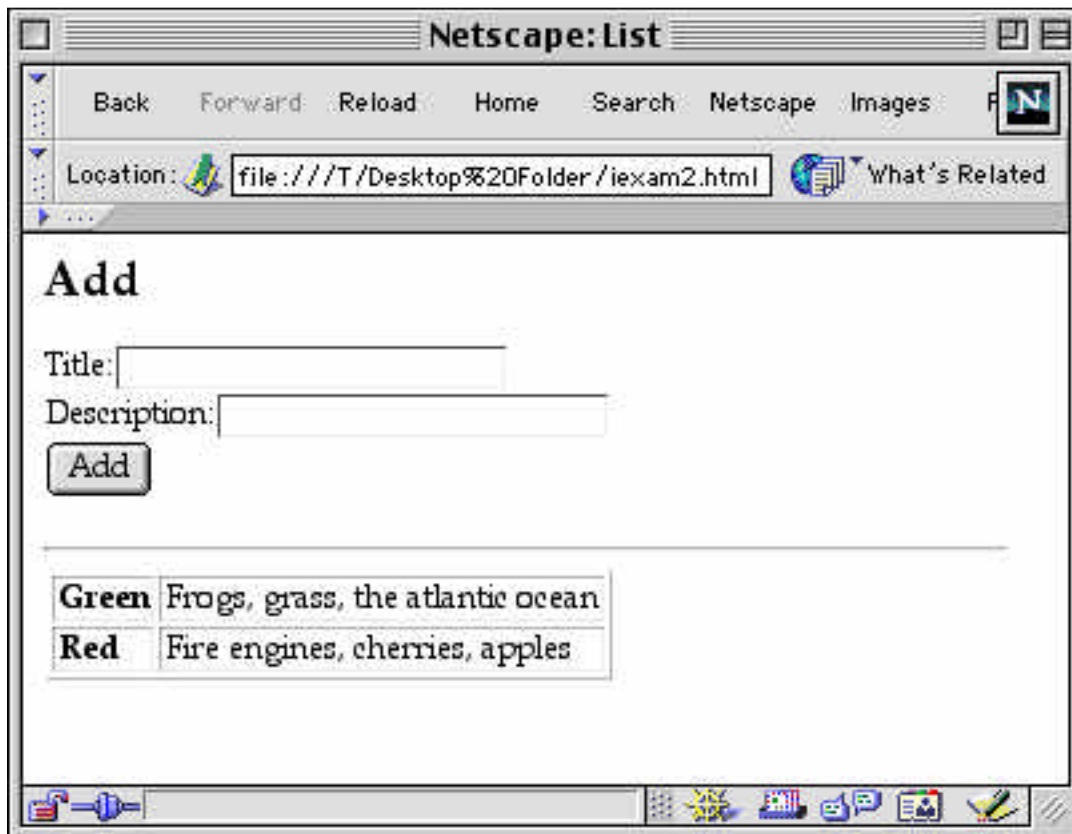 Netscape: List
Back Forward Reload Home Search Netscape Images
N
Location: file:///T/Desktop%20Folder/iexam2.html What's Related
Add
Title:
Description:
Add
Green Frogs, grass, the atlantic ocean
Red Fire engines, cherries, apples